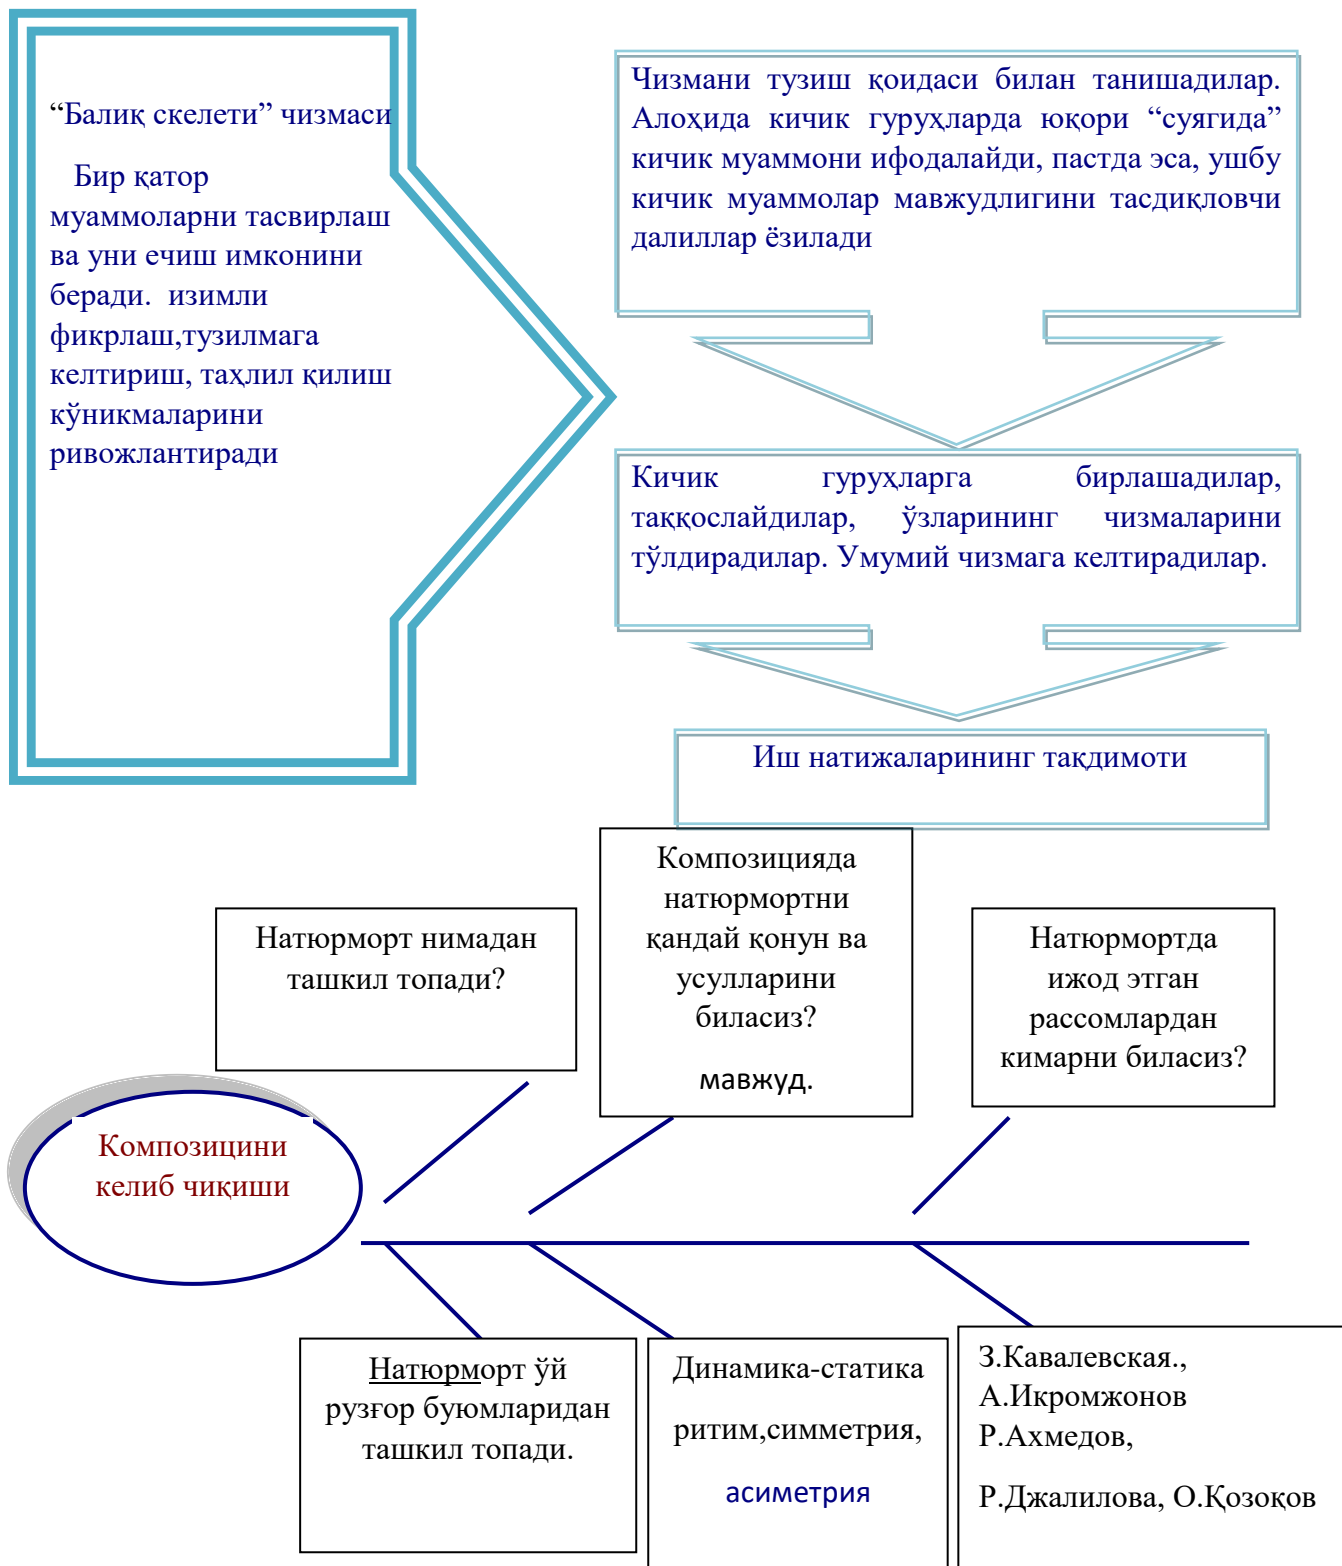 “Балиқ скелети” чизмаси
Бир қатор
муаммоларни тасвирлаш
ва уни ечиш имконини
беради. изимли
фикрлаш,тузилмага
келтириш, таҳлил қилиш
кўникмаларини
ривожлантиради
Чизмани тузиш қоидаси билан танишадилар.
Алоҳида кичик гуруҳларда юқори “суягида”
кичик муаммони ифодалайди, пастда эса, ушбу
кичик муаммолар мавжудлигини тасдиқловчи
далиллар ёзилади
Кичик гуруҳларга бирлашадилар,
таққослайдилар, ўзларининг чизмаларини
тўлдирадилар. Умумий чизмага келтирадилар.
Иш натижаларининг тақдимоти
Натюрморт нимадан
ташкил топади?
Композицияда
натюрмортни
қандай қонун ва
усулларини
биласиз?
мавжуд.
Натюрмортда
ижод этган
рассомлардан
кимарни биласиз?
Композицини
келиб чиқиши
Натюрморт ўй
рузғор буюмларидан
ташкил топади.
Динамика-статика
ритим,симметрия,
асиметрия
З.Кавалевская.,
А.Икромжонов
Р.Ахмедов,
Р.Джалилова, О.Қозоқов